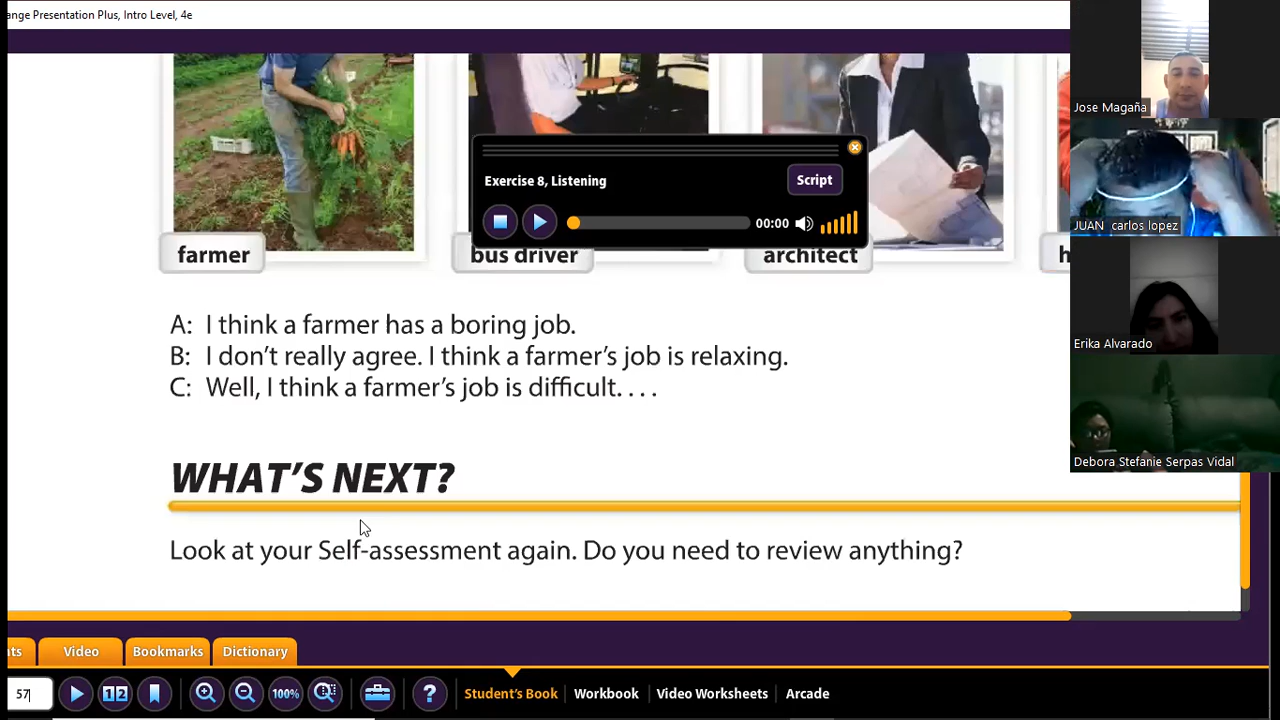 ange Presentation Plus, Intro Level, 4e
Jose Magaña
JUAN carlos lopez
Erika Alvarado
Debora Stefanie Serpas Vidal
Exercise 8, Listening
Script
00:00
farmer
bus driver
architect
h
A: I think a farmer has a boring job.
B: I don't really agree. I think a farmer's job is relaxing.
C: Well, I think a farmer's job is difficult. . . .
WHAT'S NEXT?
Look at your Self-assessment again. Do you need to review anything?
nts
Video
Bookmarks
Dictionary
57
1 2
100%
?
Student's Book
Workbook
Video Worksheets
Arcade